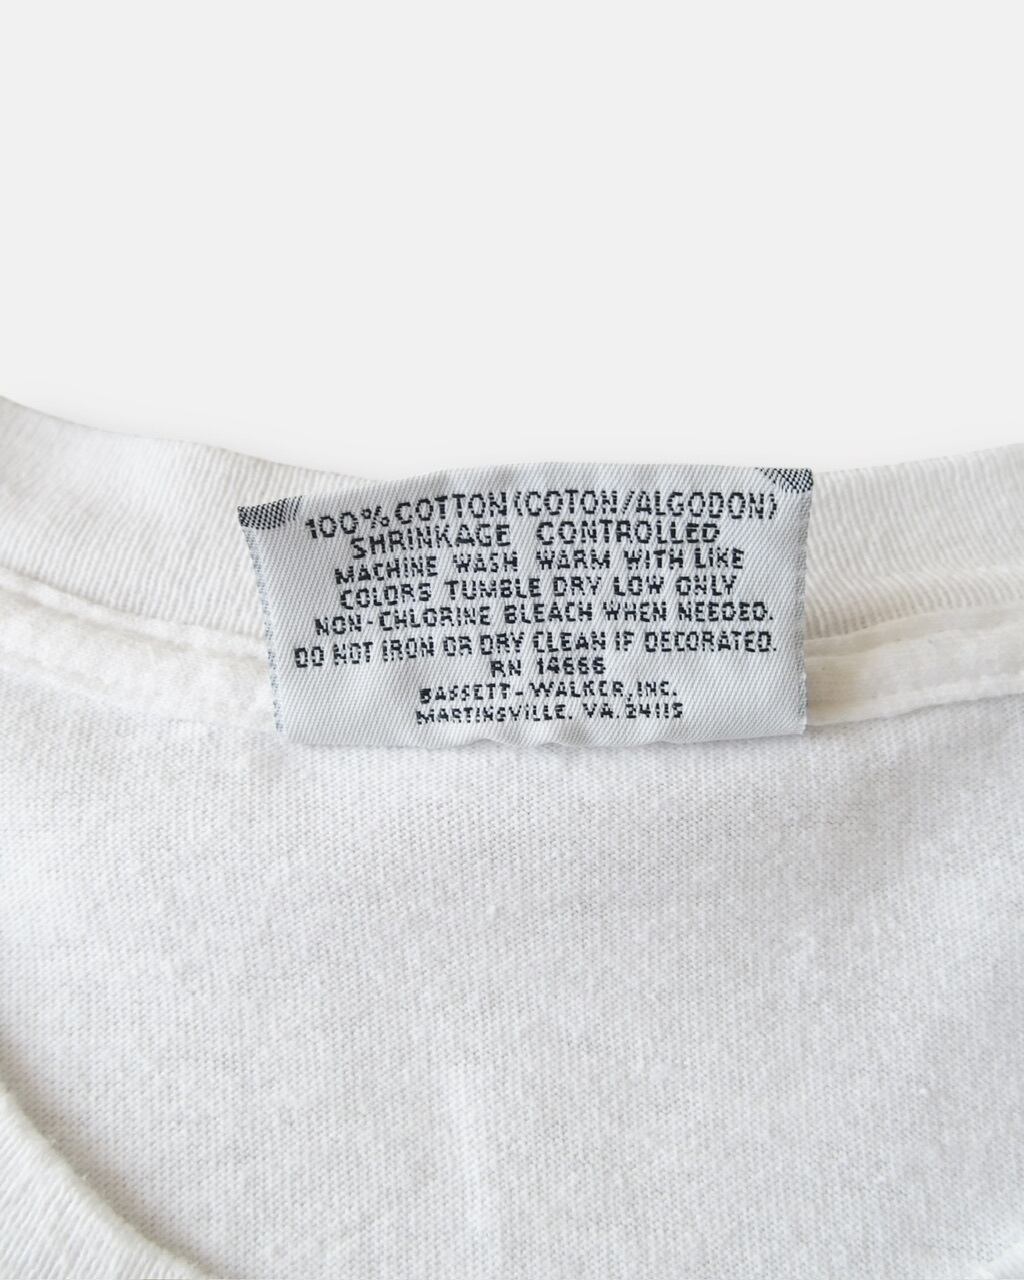 100% COTTON (COTON/ALGODON)
SHRINKAGE CONTROLLED
MACHINE WASH WARM WITH LIKE
COLORS TUMBLE DRY LOW ONLY
NON-CHLORINE BLEACH WHEN NEEDED.
DO NOT IRON OR DRY CLEAN IF DECORATED.
RN 14666
BASSETT-WALKER, INC.
MARTINSVILLE, VA. 24115